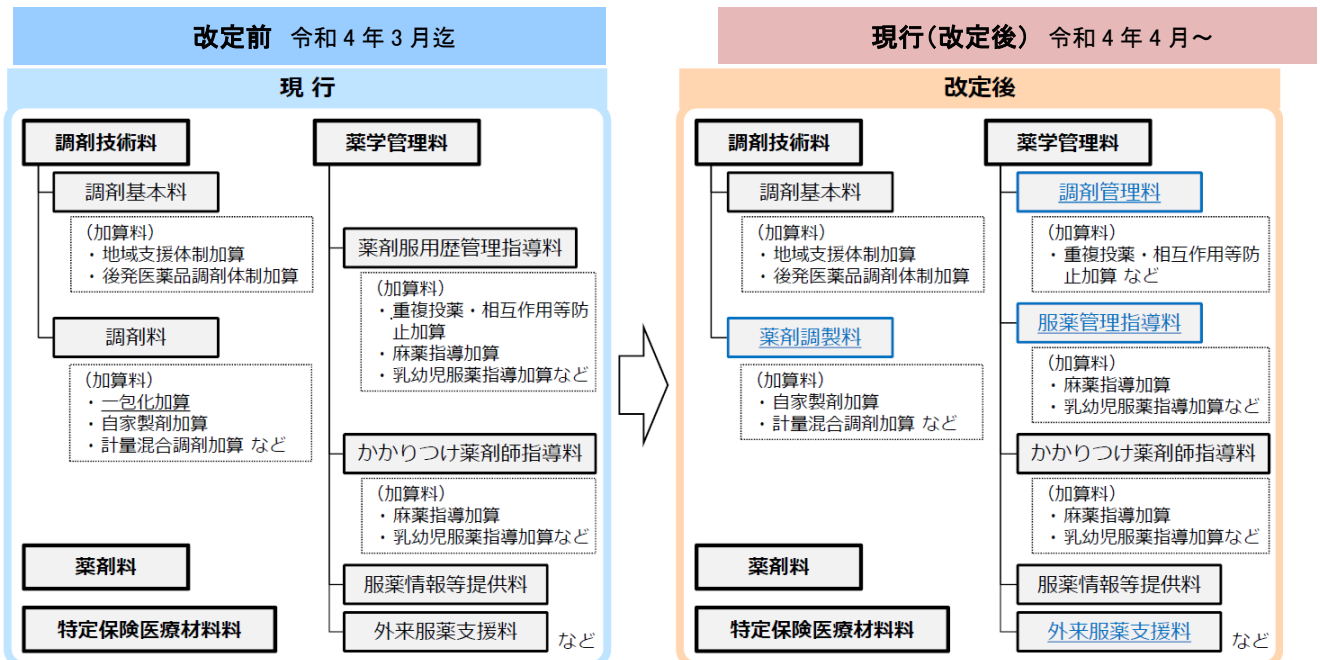 改定前 令和４年３月迄
現 行
調剤技術料
調剤基本料
（加算料）
・地域支援体制加算
・後発医薬品調剤体制加算
調剤料
（加算料）
・一包化加算
・自家製剤加算
・計量混合調剤加算 など
薬剤料
特定保険医療材料料
薬学管理料
薬剤服用歴管理指導料
（加算料）
・重複投薬・相互作用等防
止加算
・麻薬指導加算
・乳幼児服薬指導加算など
かかりつけ薬剤師指導料
（加算料）
・麻薬指導加算
・乳幼児服薬指導加算など
服薬情報等提供料
外来服薬支援料 など
現行（改定後） 令和４年４月～
改定後
調剤技術料
調剤基本料
（加算料）
・地域支援体制加算
・後発医薬品調剤体制加算
薬剤調製料
（加算料）
・自家製剤加算
・計量混合調剤加算 など
薬剤料
特定保険医療材料料
薬学管理料
調剤管理料
（加算料）
・重複投薬・相互作用等防
止加算 など
服薬管理指導料
（加算料）
・麻薬指導加算
・乳幼児服薬指導加算など
かかりつけ薬剤師指導料
（加算料）
・麻薬指導加算
・乳幼児服薬指導加算など
服薬情報等提供料
外来服薬支援料 など